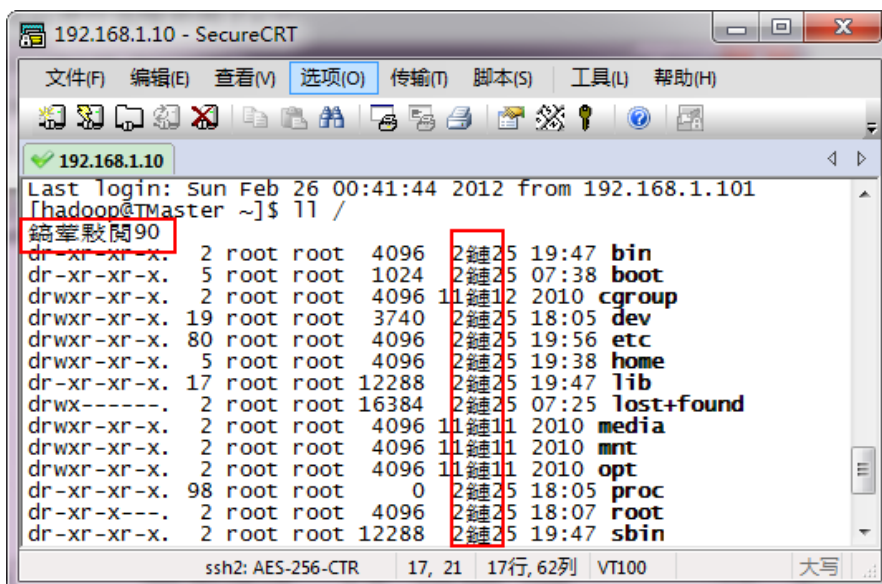 192.168.1.10 - SecureCRT
文件(F) 编辑(E) 查看(V) 选项(O) 传输(T) 脚本(S) 工具(L) 帮助(H)
192.168.1.10
Last login: Sun Feb 26 00:41:44 2012 from 192.168.1.101
[hadoop@TMaster ~]$ ll /
鎬荤敤閲90
dr-xr-xr-x. 2 root root 4096 2鏈25 19:47 bin
dr-xr-xr-x. 5 root root 1024 2鏈25 07:38 boot
drwxr-xr-x. 2 root root 4096 11鏈12 2010 cgroup
drwxr-xr-x. 19 root root 3740 2鏈25 18:05 dev
drwxr-xr-x. 80 root root 4096 2鏈25 19:56 etc
drwxr-xr-x. 5 root root 4096 2鏈25 19:38 home
dr-xr-xr-x. 17 root root 12288 2鏈25 19:47 lib
drwx------. 2 root root 16384 2鏈25 07:25 lost+found
drwxr-xr-x. 2 root root 4096 11鏈11 2010 media
drwxr-xr-x. 2 root root 4096 11鏈11 2010 mnt
drwxr-xr-x. 2 root root 4096 11鏈11 2010 opt
dr-xr-xr-x. 98 root root 0 2鏈25 18:05 proc
dr-xr-x---. 2 root root 4096 2鏈25 18:07 root
dr-xr-xr-x. 2 root root 12288 2鏈25 19:47 sbin
ssh2: AES-256-CTR 17, 21 17行, 62列 VT100 大写